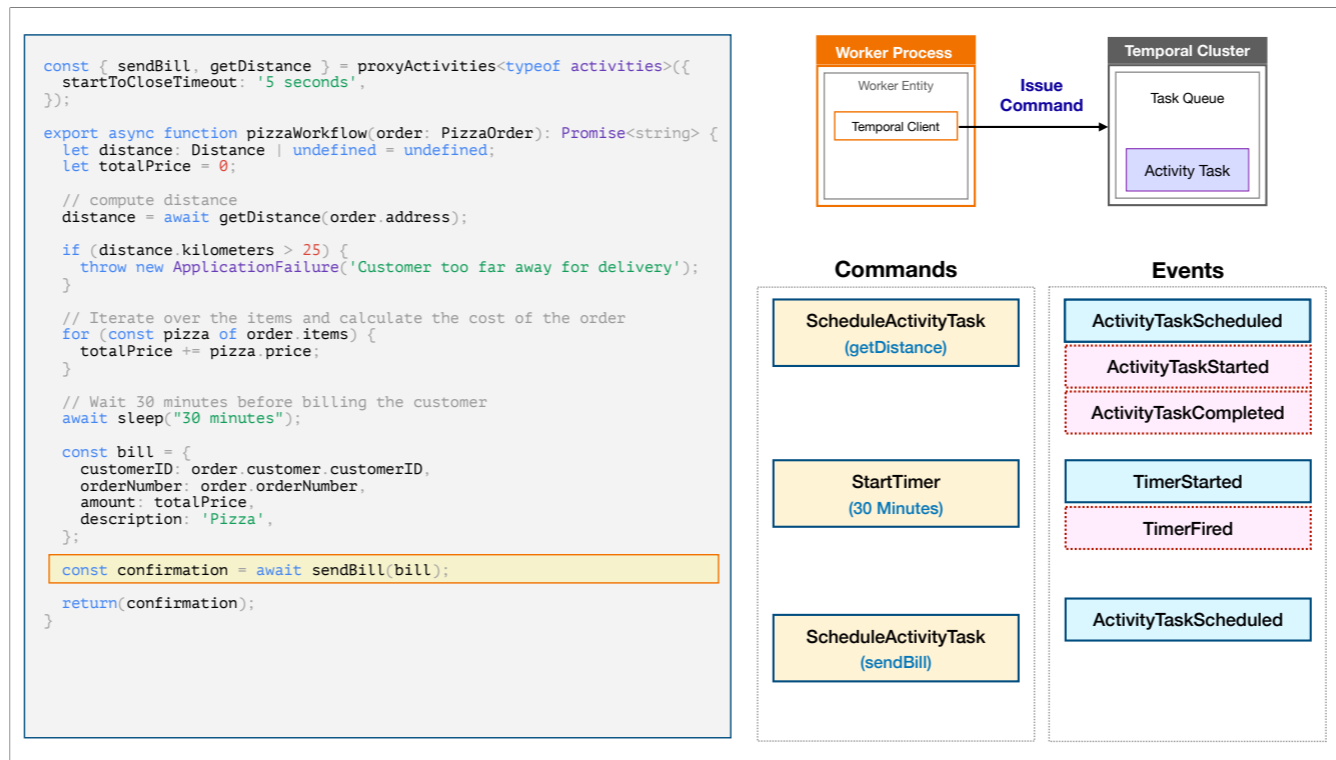 const { sendBill, getDistance } = proxyActivities<typeof activities>({
  startToCloseTimeout: '5 seconds',
});
export async function pizzaWorkflow(order: PizzaOrder): Promise<string> {
  let distance: Distance | undefined = undefined;
  let totalPrice = 0;
  // compute distance
  distance = await getDistance(order.address);
  if (distance.kilometers > 25) {
    throw new ApplicationFailure('Customer too far away for delivery');
  }
  // Iterate over the items and calculate the cost of the order
  for (const pizza of order.items) {
    totalPrice += pizza.price;
  }
  // Wait 30 minutes before billing the customer
  await sleep("30 minutes");
  const bill = {
    customerID: order.customer.customerID,
    orderNumber: order.orderNumber,
    amount: totalPrice,
    description: 'Pizza',
  };
  const confirmation = await sendBill(bill);
  return(confirmation);
}
Worker Process
Worker Entity
Temporal Client
Issue
Command
Temporal Cluster
Task Queue
Activity Task
Commands
ScheduleActivityTask
(getDistance)
StartTimer
(30 Minutes)
ScheduleActivityTask
(sendBill)
Events
ActivityTaskScheduled
ActivityTaskStarted
ActivityTaskCompleted
TimerStarted
TimerFired
ActivityTaskScheduled